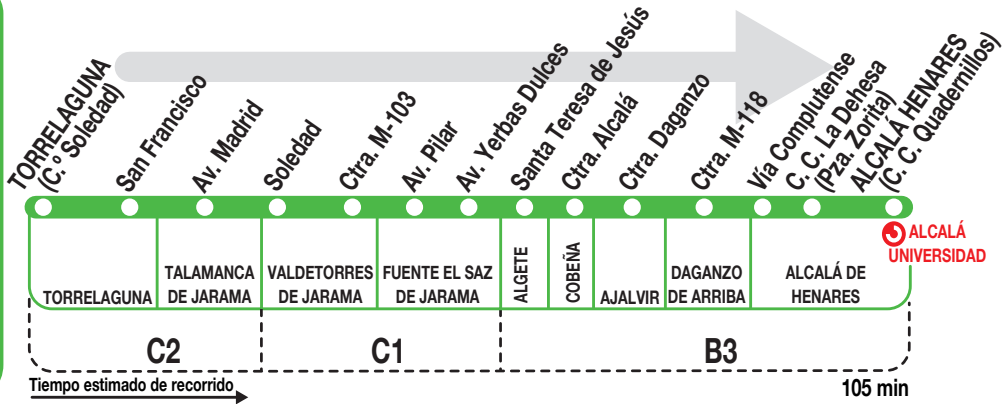 TORRELAGUNA
(C.º Soledad)
San Francisco
Av. Madrid
Soledad
Ctra. M-103
Av. Pilar
Av. Yerbas Dulces
Santa Teresa de Jesús
Ctra. Alcalá
Ctra. Daganzo
Ctra. M-118
Vía Complutense
C. C. La Dehesa
(Pza. Zorita)
ALCALÁ HENARES
(C. C. Quadernillos)
ALCALÁ
UNIVERSIDAD
TORRELAGUNA
TALAMANCA
DE JARAMA
VALDETORRES
DE JARAMA
FUENTE EL SAZ
DE JARAMA
ALGETE
COBEÑA
AJALVIR
DAGANZO
DE ARRIBA
ALCALÁ DE
HENARES
C2
C1
B3
Tiempo estimado de recorrido
105 min